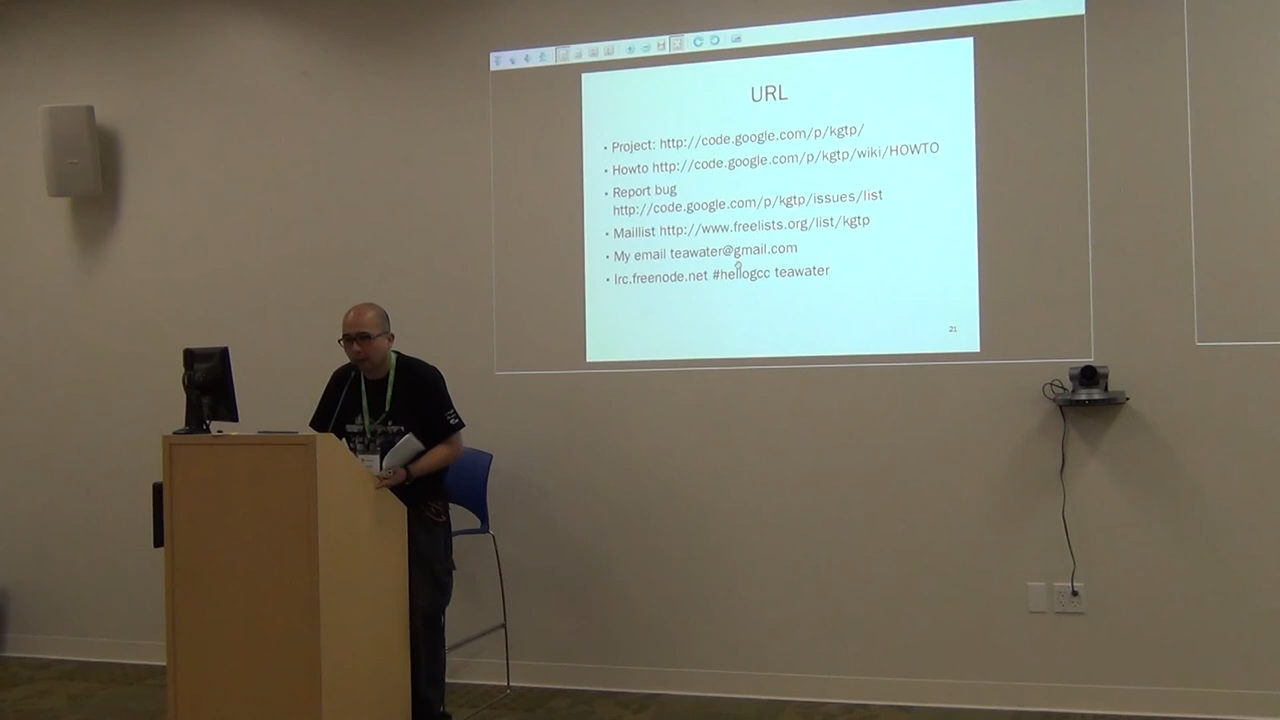 URL
• Project: http://code.google.com/p/kgtp/
• Howto http://code.google.com/p/kgtp/wiki/HOWTO
• Report bug
http://code.google.com/p/kgtp/issues/list
• Maillist http://www.freelists.org/list/kgtp
• My email teawater@gmail.com
• Irc.freenode.net #hellogcc teawater
21